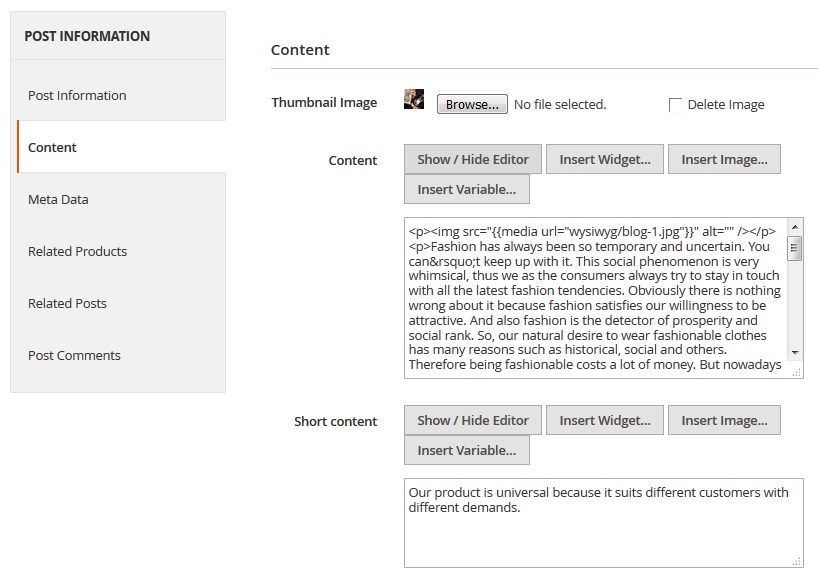 POST INFORMATION
Post Information
Content
Meta Data
Related Products
Related Posts
Post Comments
Content
Thumbnail Image Browse... No file selected. Delete Image
Content Show / Hide Editor Insert Widget... Insert Image...
Insert Variable...
<p><img src="{{media url="wysiwyg/blog-1.jpg"}}" alt="" /></p>
<p>Fashion has always been so temporary and uncertain. You
can&rsquo;t keep up with it. This social phenomenon is very
whimsical, thus we as the consumers always try to stay in touch
with all the latest fashion tendencies. Obviously there is nothing
wrong about it because fashion satisfies our willingness to be
attractive. And also fashion is the detector of prosperity and
social rank. So, our natural desire to wear fashionable clothes
has many reasons such as historical, social and others.
Therefore being fashionable costs a lot of money. But nowadays
Short content Show / Hide Editor Insert Widget... Insert Image...
Insert Variable...
Our product is universal because it suits different customers with
different demands.